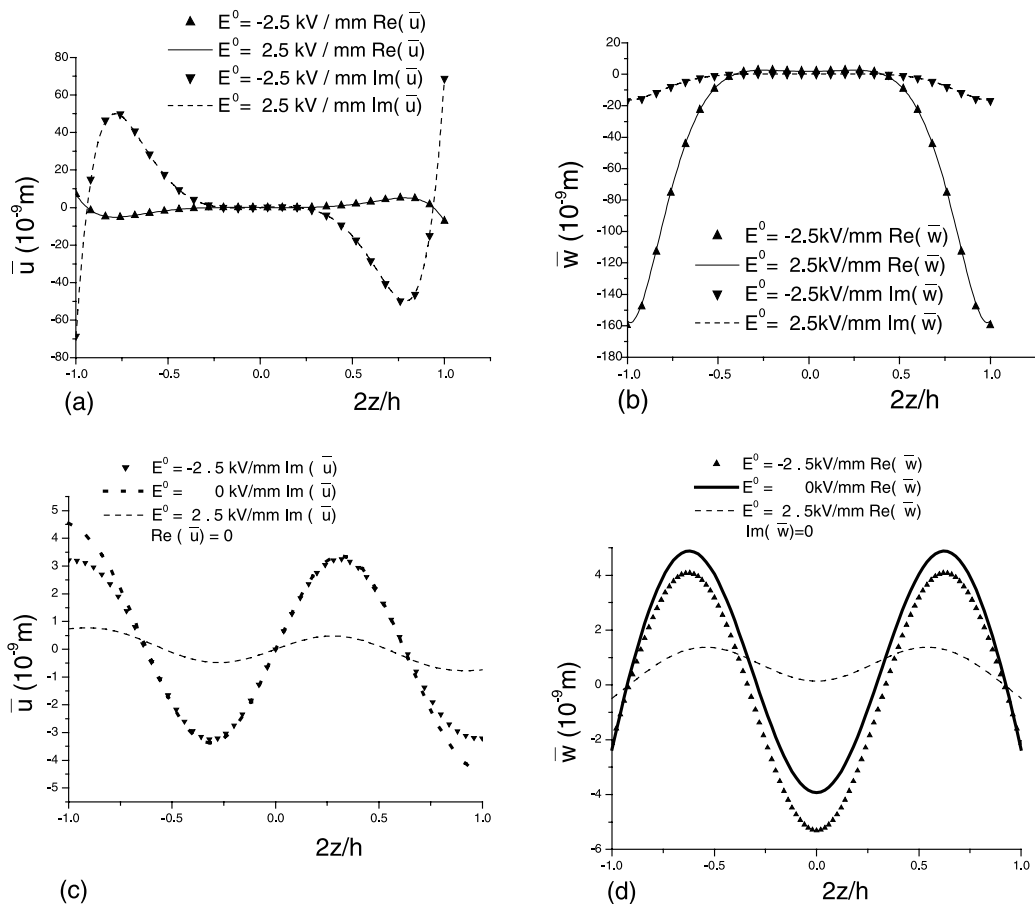 E⁰ = -2.5 kV / mm Re( u̅ )
E⁰ = 2.5 kV / mm Re( u̅ )
E⁰ = -2.5 kV / mm Im( u̅ )
E⁰ = 2.5 kV / mm Im( u̅ )
80
60
40
20
0
-20
-40
-60
-80
u̅ (10⁻⁹m)
-1.0 -0.5 0.0 0.5 1.0
2z/h
(a)
20
0
-20
-40
-60
-80
-100
-120
-140
-160
-180
w̅ (10⁻⁹m)
E⁰ = -2.5kV/mm Re( w̅ )
E⁰ = 2.5kV/mm Re( w̅ )
E⁰ = -2.5kV/mm Im( w̅ )
E⁰ = 2.5kV/mm Im( w̅ )
-1.0 -0.5 0.0 0.5 1.0
2z/h
(b)
E⁰ = -2 . 5 kV/mm Im ( u̅ )
E⁰ = 0 kV/mm Im ( u̅ )
E⁰ = 2 . 5 kV/mm Im ( u̅ )
Re ( u̅ ) = 0
5
4
3
2
1
0
-1
-2
-3
-4
-5
u̅ (10⁻⁹m)
-1.0 -0.5 0.0 0.5 1.0
2z/h
(c)
E⁰ = -2 . 5kV/mm Re( w̅ )
E⁰ = 0kV/mm Re( w̅ )
E⁰ = 2 . 5kV/mm Re( w̅ )
Im( w̅ )=0
4
2
0
-2
-4
-6
w̅ (10⁻⁹m)
-1.0 -0.5 0.0 0.5 1.0
2z/h
(d)